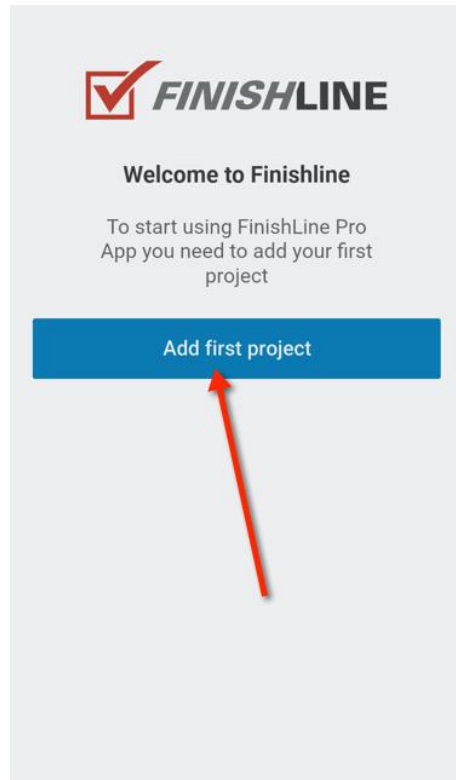 FINISHLINE
Welcome to Finishline
To start using FinishLine Pro
App you need to add your first
project
Add first project